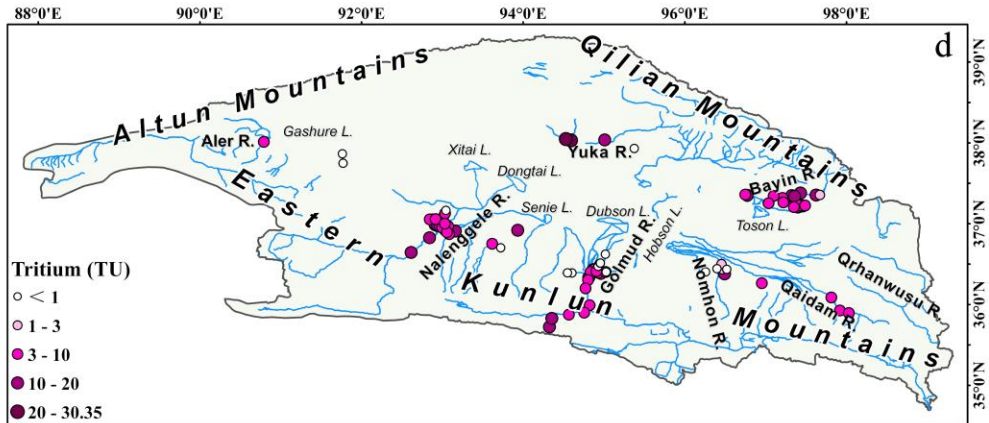 88°0'E 90°0'E 92°0'E 94°0'E 96°0'E 98°0'E
d
39°0'N
38°0'N
37°0'N
36°0'N
35°0'N
Altun Mountains
Qilian Mountains
Aler R.
Gashure L.
Yuka R.
Xitai L.
Dongtai L.
Bayin R.
Eastern Kunlun Mountains
Senie L.
Dubson L.
Toson L.
Nalenggele R.
Golmud R.
Hobson L.
Nomhon R.
Qaidam R.
Qrhanwusu R.
Tritium (TU)
< 1
1 - 3
3 - 10
10 - 20
20 - 30.35